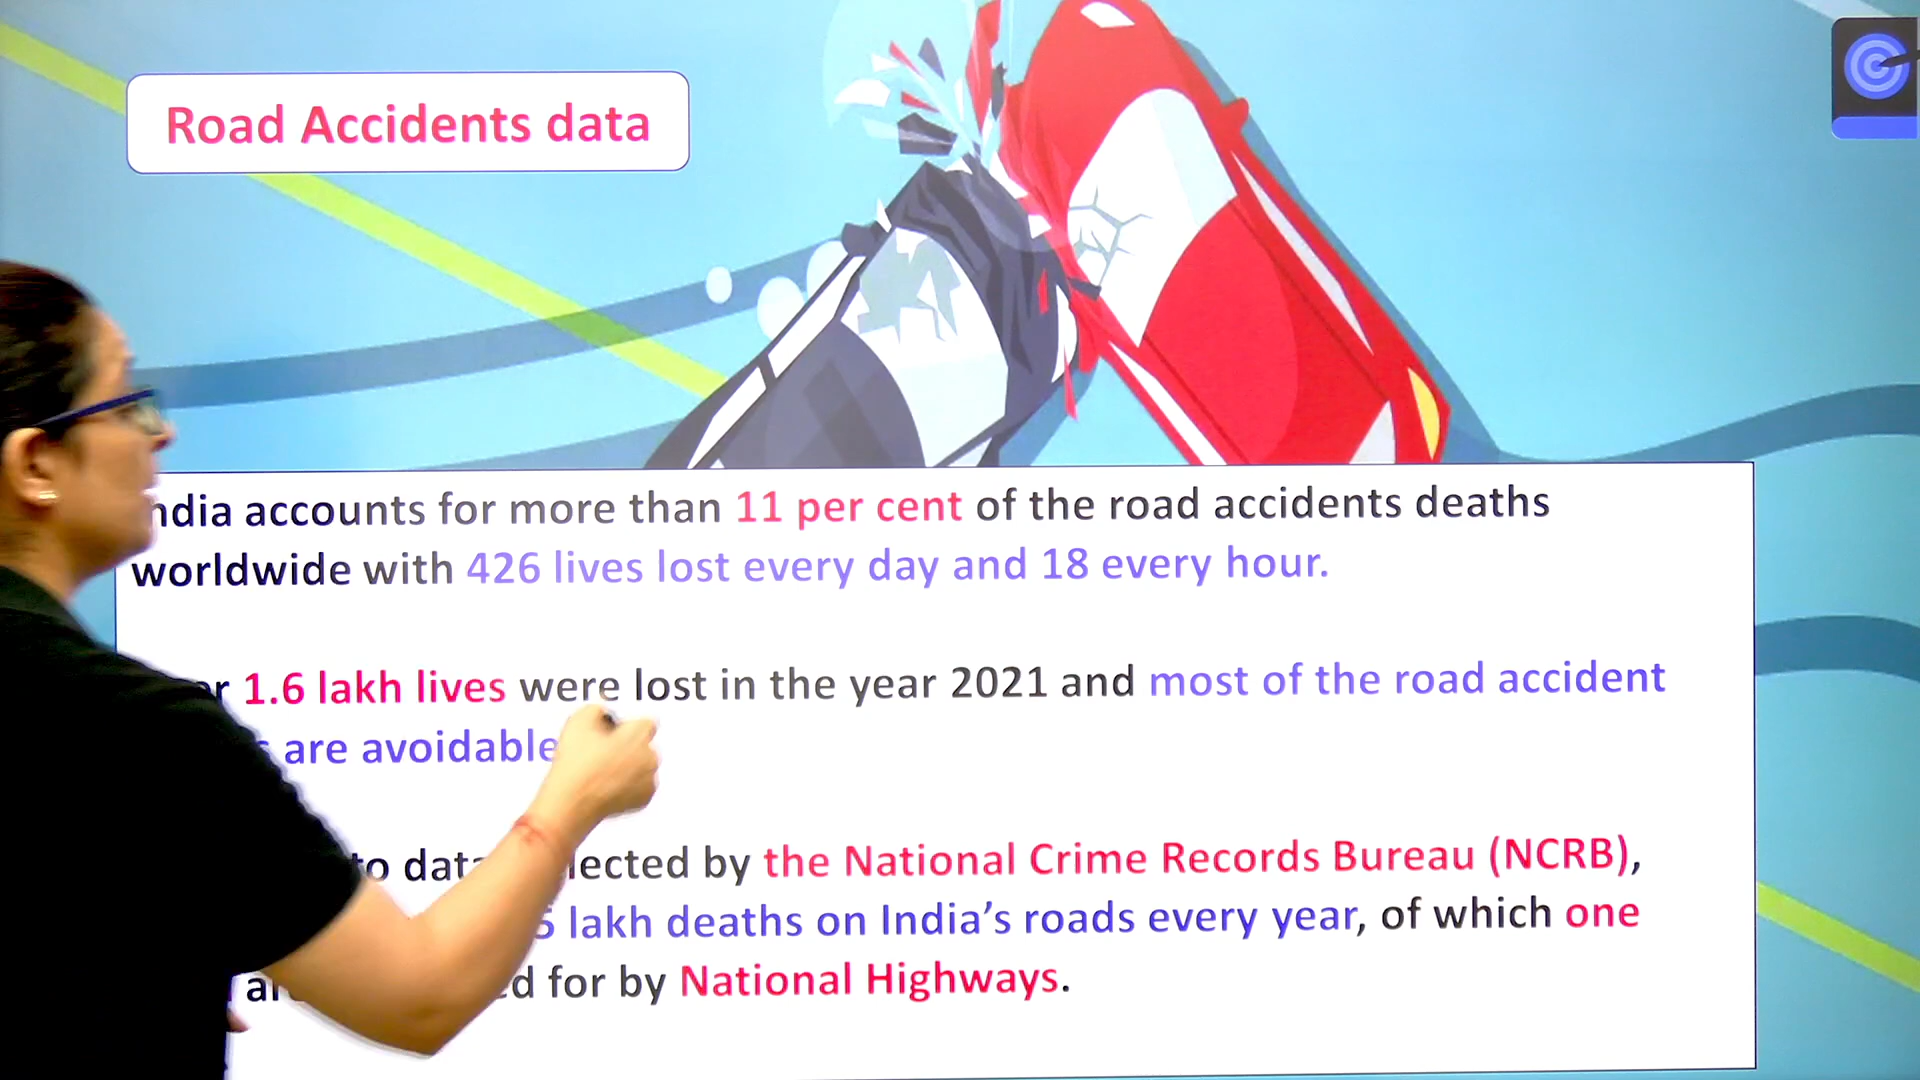 Road Accidents data
India accounts for more than 11 per cent of the road accidents deaths
worldwide with 426 lives lost every day and 18 every hour.
1.6 lakh lives were lost in the year 2021 and most of the road accident
are avoidable
to data by the National Crime Records Bureau (NCRB),
lakh deaths on India’s roads every year, of which one
for by National Highways.